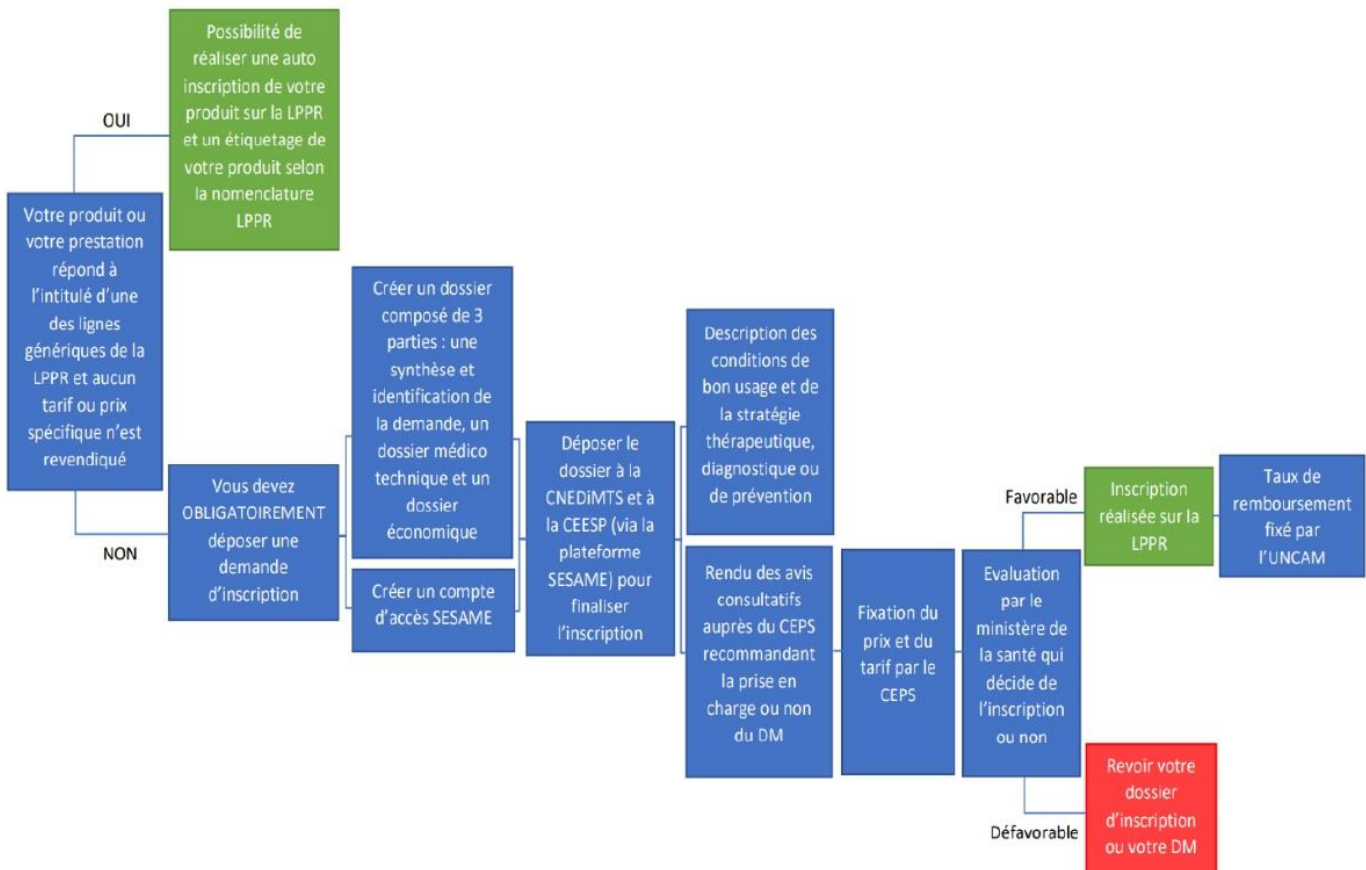 Possibilité de
réaliser une auto
inscription de votre
produit sur la LPPR
et un étiquetage de
votre produit selon
la nomenclature
LPPR
OUI
Votre produit ou
votre prestation
répond à
l'intitulé d'une
des lignes
génériques de la
LPPR et aucun
tarif ou prix
spécifique n'est
revendiqué
NON
Vous devez
OBLIGATOIREMENT
déposer une
demande
d'inscription
Créer un dossier
composé de 3
parties : une
synthèse et
identification de
la demande, un
dossier médico
technique et un
dossier
économique
Créer un compte
d'accès SESAME
Déposer le
dossier à la
CNEDiMTS et à
la CEESP (via la
plateforme
SESAME) pour
finaliser
l'inscription
Description des
conditions de
bon usage et de
la stratégie
thérapeutique,
diagnostique ou
de prévention
Rendu des avis
consultatifs
auprès du CEPS
recommandant
la prise en
charge ou non
du DM
Fixation du
prix et du
tarif par le
CEPS
Evaluation
par le
ministère de
la santé qui
décide de
l'inscription
ou non
Favorable
Inscription
réalisée sur la
LPPR
Taux de
remboursement
fixé par
l'UNCAM
Défavorable
Revoir votre
dossier
d'inscription
ou votre DM